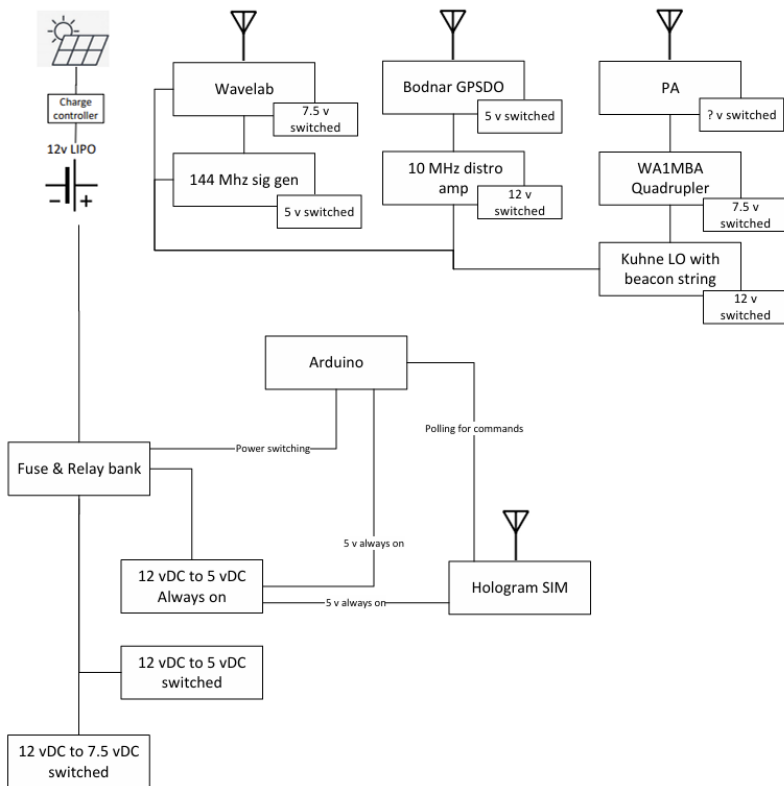 Charge
controller
12v LIPO
− +
Wavelab
7.5 v
switched
144 Mhz sig gen
5 v switched
Bodnar GPSDO
5 v switched
10 MHz distro
amp
12 v
switched
PA
? v switched
WA1MBA
Quadrupler
7.5 v
switched
Kuhne LO with
beacon string
12 v
switched
Arduino
Power switching
Polling for commands
Fuse & Relay bank
5 v always on
12 vDC to 5 vDC
Always on
5 v always on
Hologram SIM
12 vDC to 5 vDC
switched
12 vDC to 7.5 vDC
switched